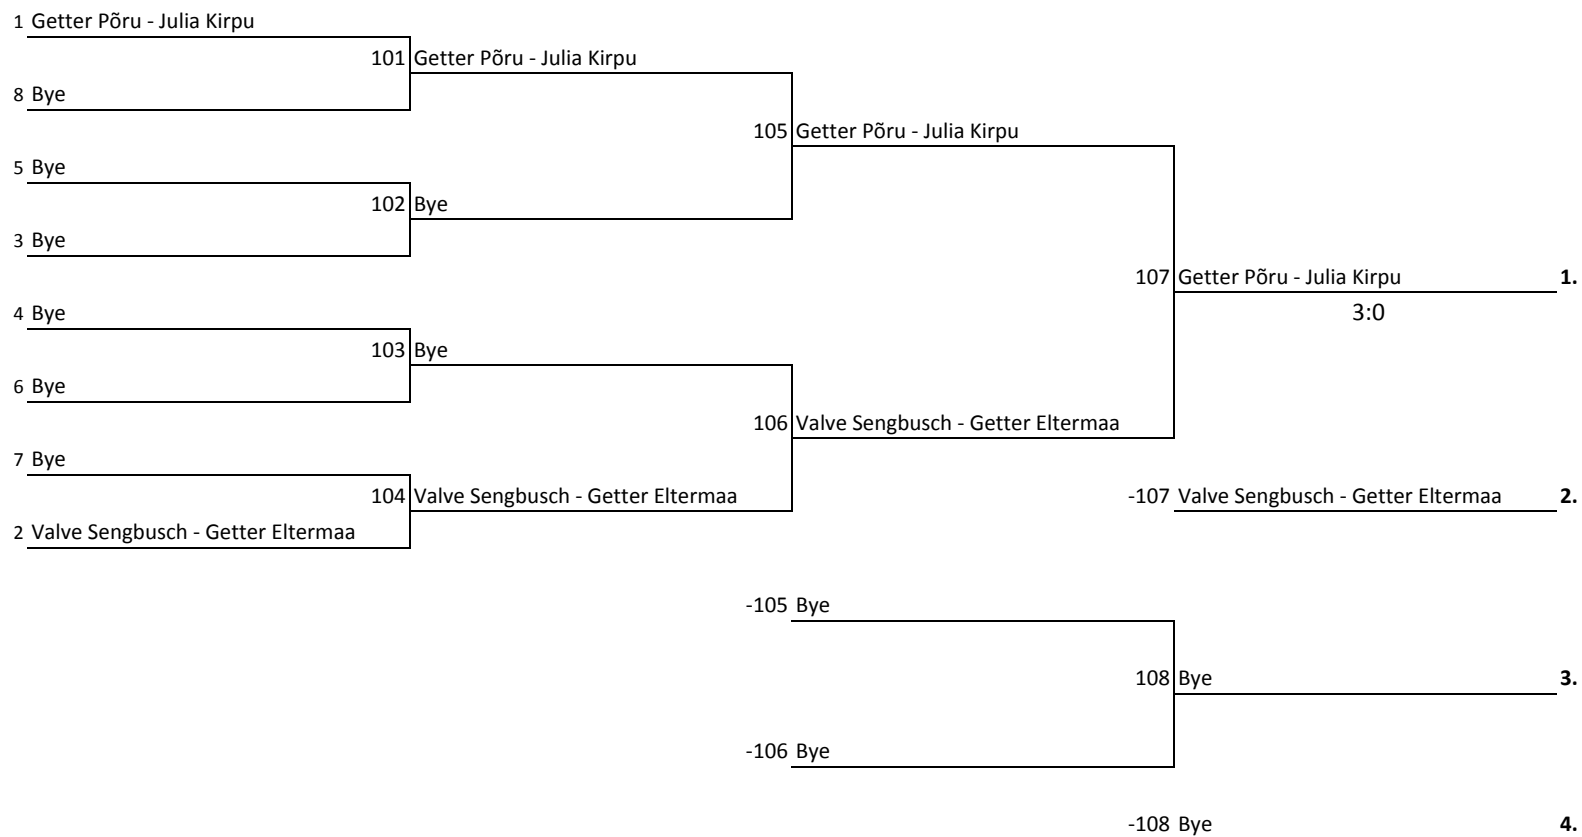 1 Getter Põru - Julia Kirpu
101 Getter Põru - Julia Kirpu
8 Bye
105 Getter Põru - Julia Kirpu
5 Bye
102 Bye
3 Bye
107 Getter Põru - Julia Kirpu 1.
4 Bye
3:0
103 Bye
6 Bye
106 Valve Sengbusch - Getter Eltermaa
7 Bye
104 Valve Sengbusch - Getter Eltermaa
-107 Valve Sengbusch - Getter Eltermaa 2.
2 Valve Sengbusch - Getter Eltermaa
-105 Bye
108 Bye 3.
-106 Bye
-108 Bye 4.